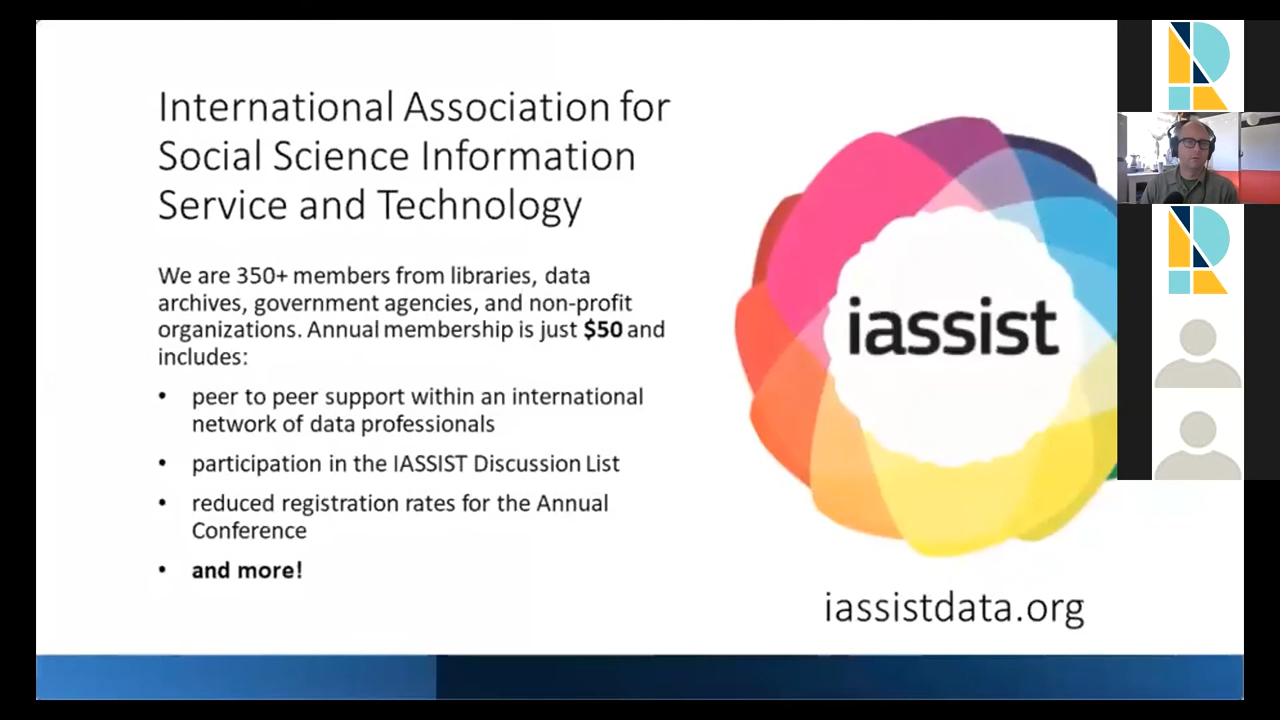 International Association for
Social Science Information
Service and Technology
We are 350+ members from libraries, data
archives, government agencies, and non-profit
organizations. Annual membership is just $50 and
includes:
• peer to peer support within an international
network of data professionals
• participation in the IASSIST Discussion List
• reduced registration rates for the Annual
Conference
• and more!
iassist
iassistdata.org